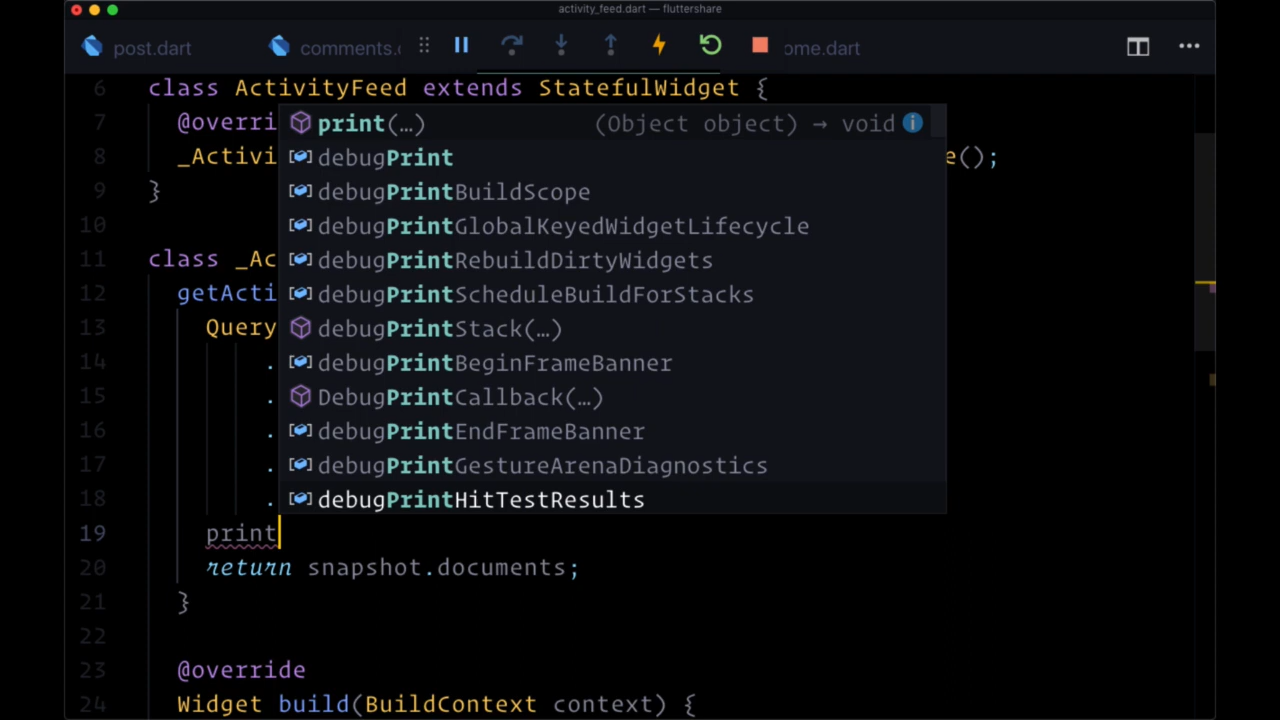 activity_feed.dart — fluttershare
post.dart comments. ome.dart
6 class ActivityFeed extends StatefulWidget {
7 @overri
print(…) (Object object) → void
8 _Activi e();
debugPrint
9 }
debugPrintBuildScope
10
debugPrintGlobalKeyedWidgetLifecycle
11 class _Ac
debugPrintRebuildDirtyWidgets
12 getActi
debugPrintScheduleBuildForStacks
13 Query
debugPrintStack(…)
14 .
debugPrintBeginFrameBanner
15 .
DebugPrintCallback(…)
16 .
debugPrintEndFrameBanner
17 .
debugPrintGestureArenaDiagnostics
18 .
debugPrintHitTestResults
19 print
20 return snapshot.documents;
21 }
22
23 @override
24 Widget build(BuildContext context) {